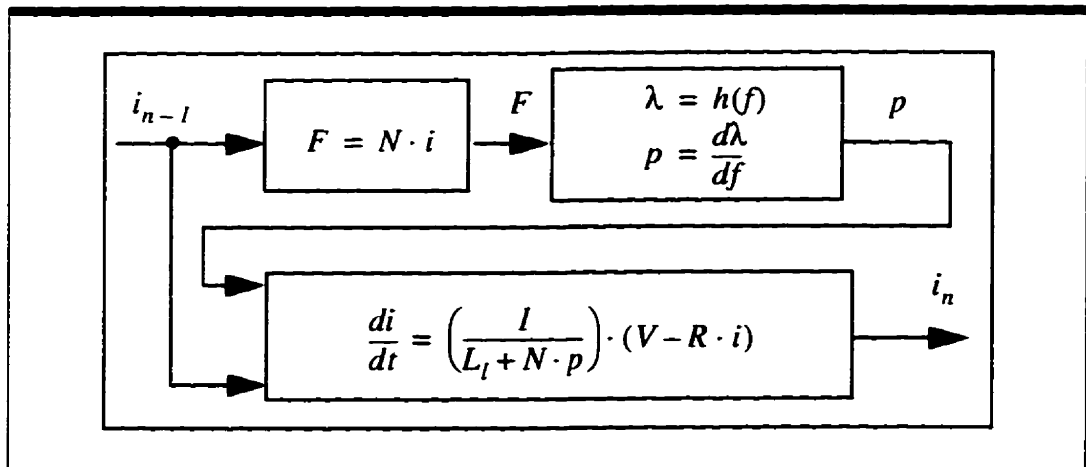 i_{n-1}
F = N · i
F
λ = h(f)
p = dλ/df
p
di/dt = (1/(L_l + N · p)) · (V – R · i)
i_n